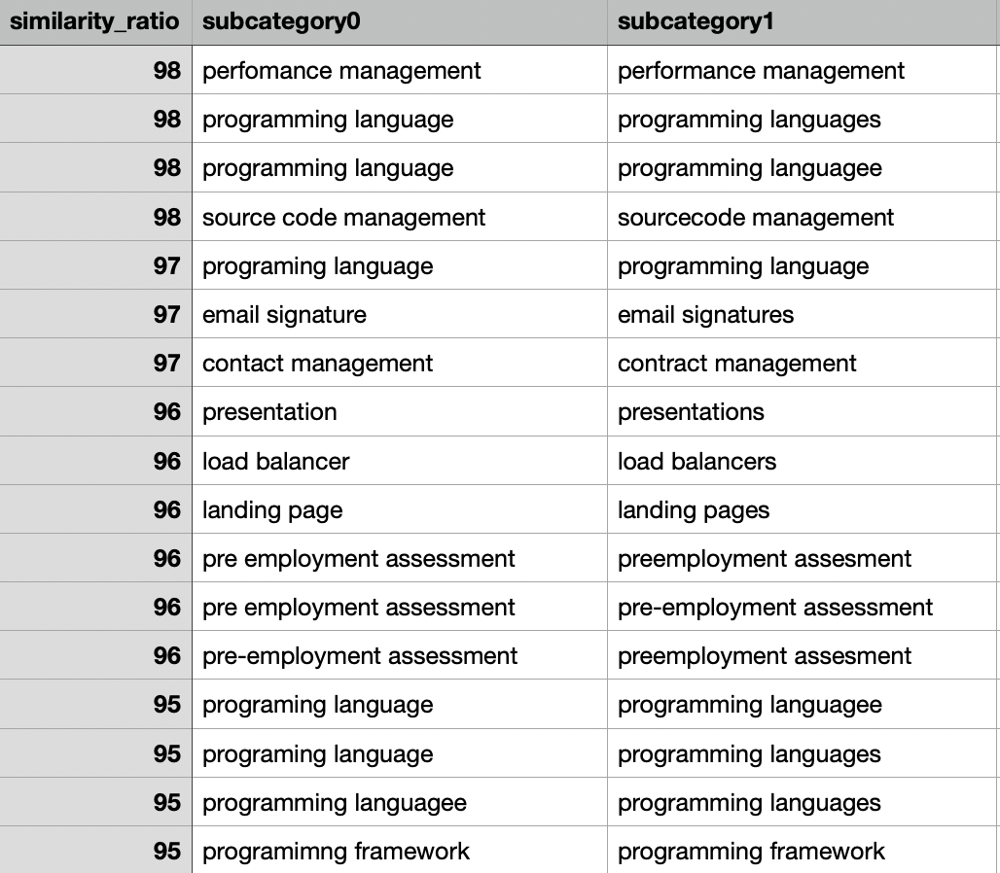 similarity_ratio subcategory0 subcategory1
98 perfomance management performance management
98 programming language programming languages
98 programming language programming languagee
98 source code management sourcecode management
97 programing language programming language
97 email signature email signatures
97 contact management contract management
96 presentation presentations
96 load balancer load balancers
96 landing page landing pages
96 pre employment assessment preemployment assesment
96 pre employment assessment pre-employment assessment
96 pre-employment assessment preemployment assesment
95 programing language programming languagee
95 programing language programming languages
95 programming languagee programming languages
95 programimng framework programming framework